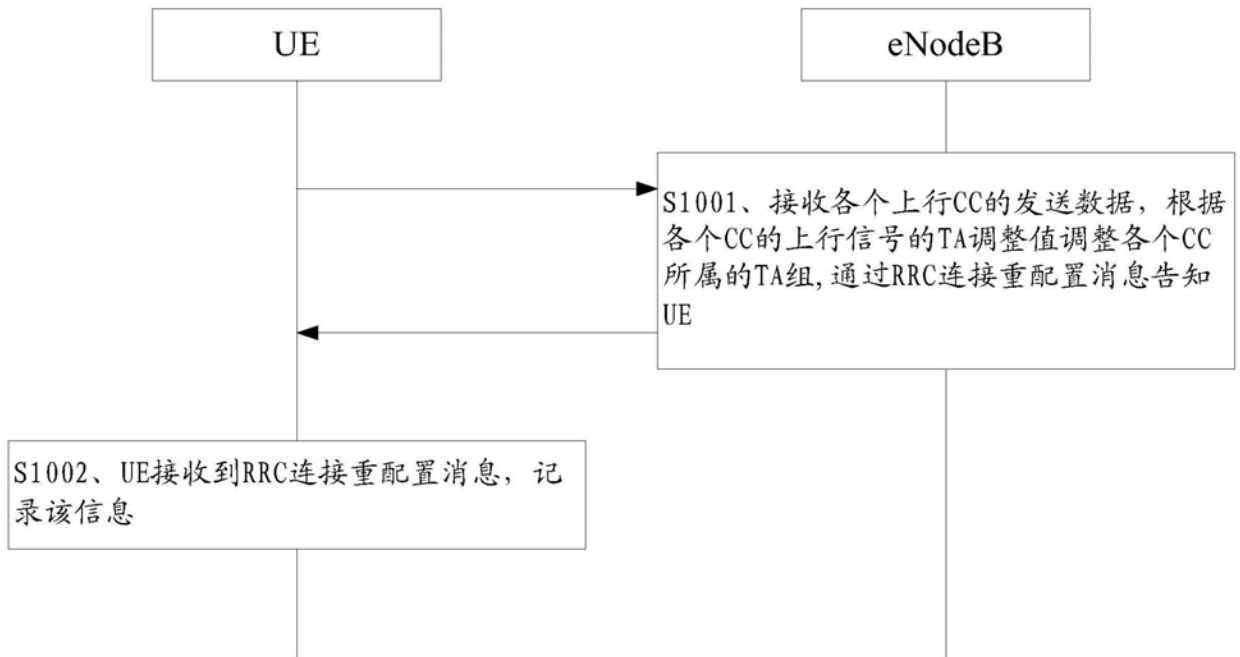 UE
eNodeB
S1001、接收各个上行CC的发送数据，根据
各个CC的上行信号的TA调整值调整各个CC
所属的TA组,通过RRC连接重配置消息告知
UE
S1002、UE接收到RRC连接重配置消息，记
录该信息